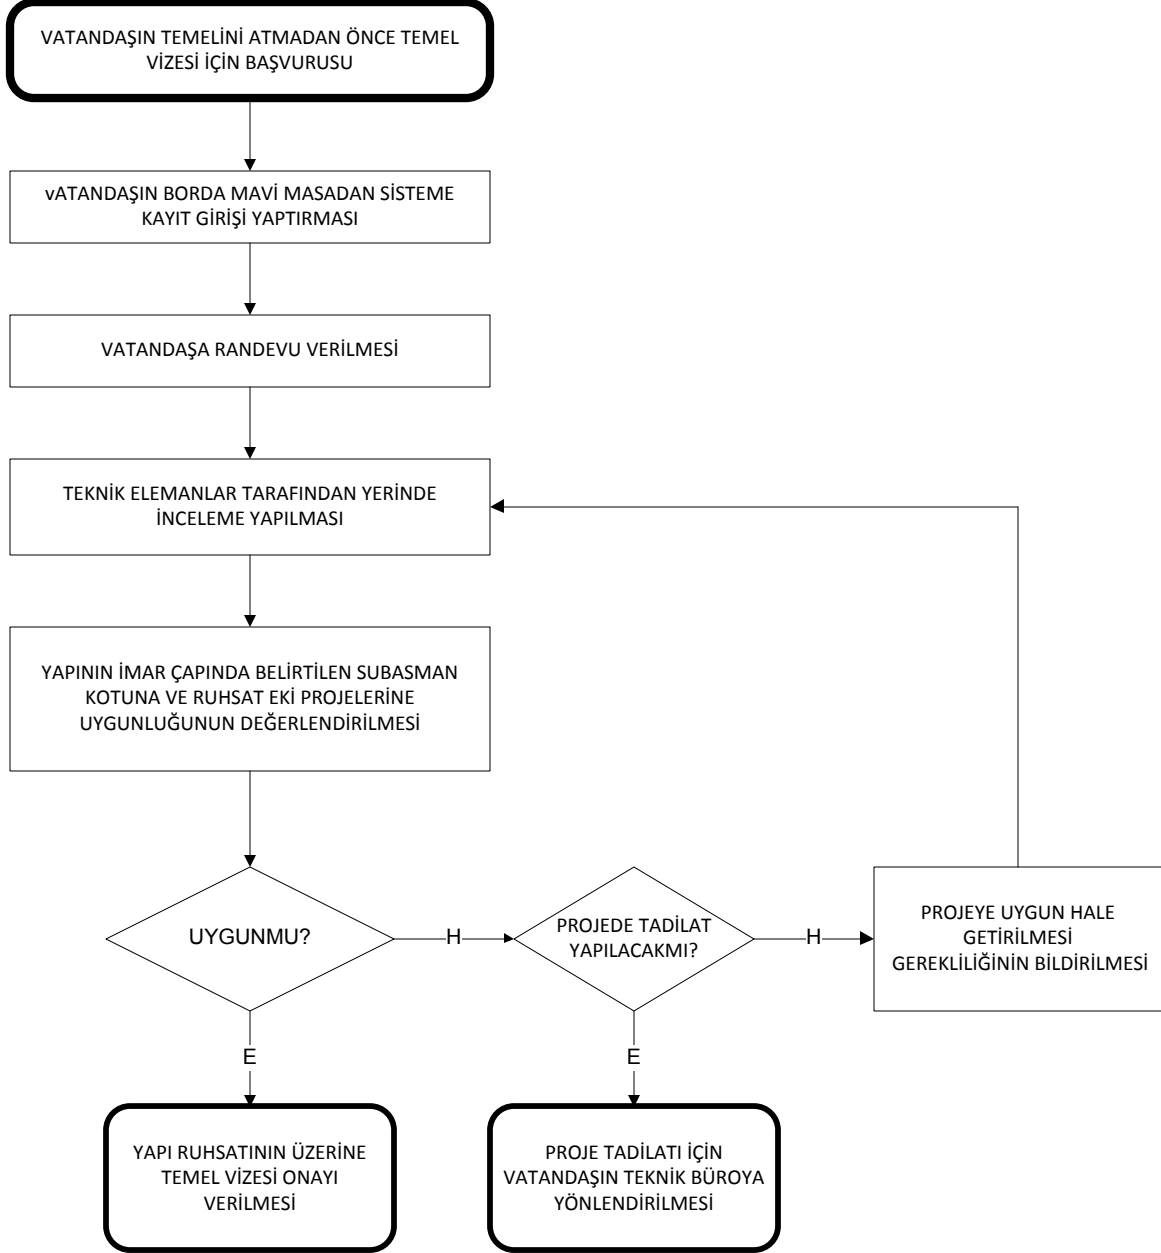 VATANDAŞIN TEMELİNİ ATMADAN ÖNCE TEMEL
VİZESİ İÇİN BAŞVURUSU
vATANDAŞIN BORDA MAVİ MASADAN SİSTEME
KAYIT GİRİŞİ YAPTIRMASI
VATANDAŞA RANDEVU VERİLMESİ
TEKNİK ELEMANLAR TARAFINDAN YERİNDE
İNCELEME YAPILMASI
YAPININ İMAR ÇAPINDA BELİRTİLEN SUBASMAN
KOTUNA VE RUHSAT EKİ PROJELERİNE
UYGUNLUĞUNUN DEĞERLENDİRİLMESİ
UYGUNMU?
H
PROJEDE TADİLAT
YAPILACAKMI?
H
PROJEYE UYGUN HALE
GETİRİLMESİ
GEREKLİLİĞİNİN BİLDİRİLMESİ
E
E
YAPI RUHSATININ ÜZERİNE
TEMEL VİZESİ ONAYI
VERİLMESİ
PROJE TADİLATI İÇİN
VATANDAŞIN TEKNİK BÜROYA
YÖNLENDİRİLMESİ